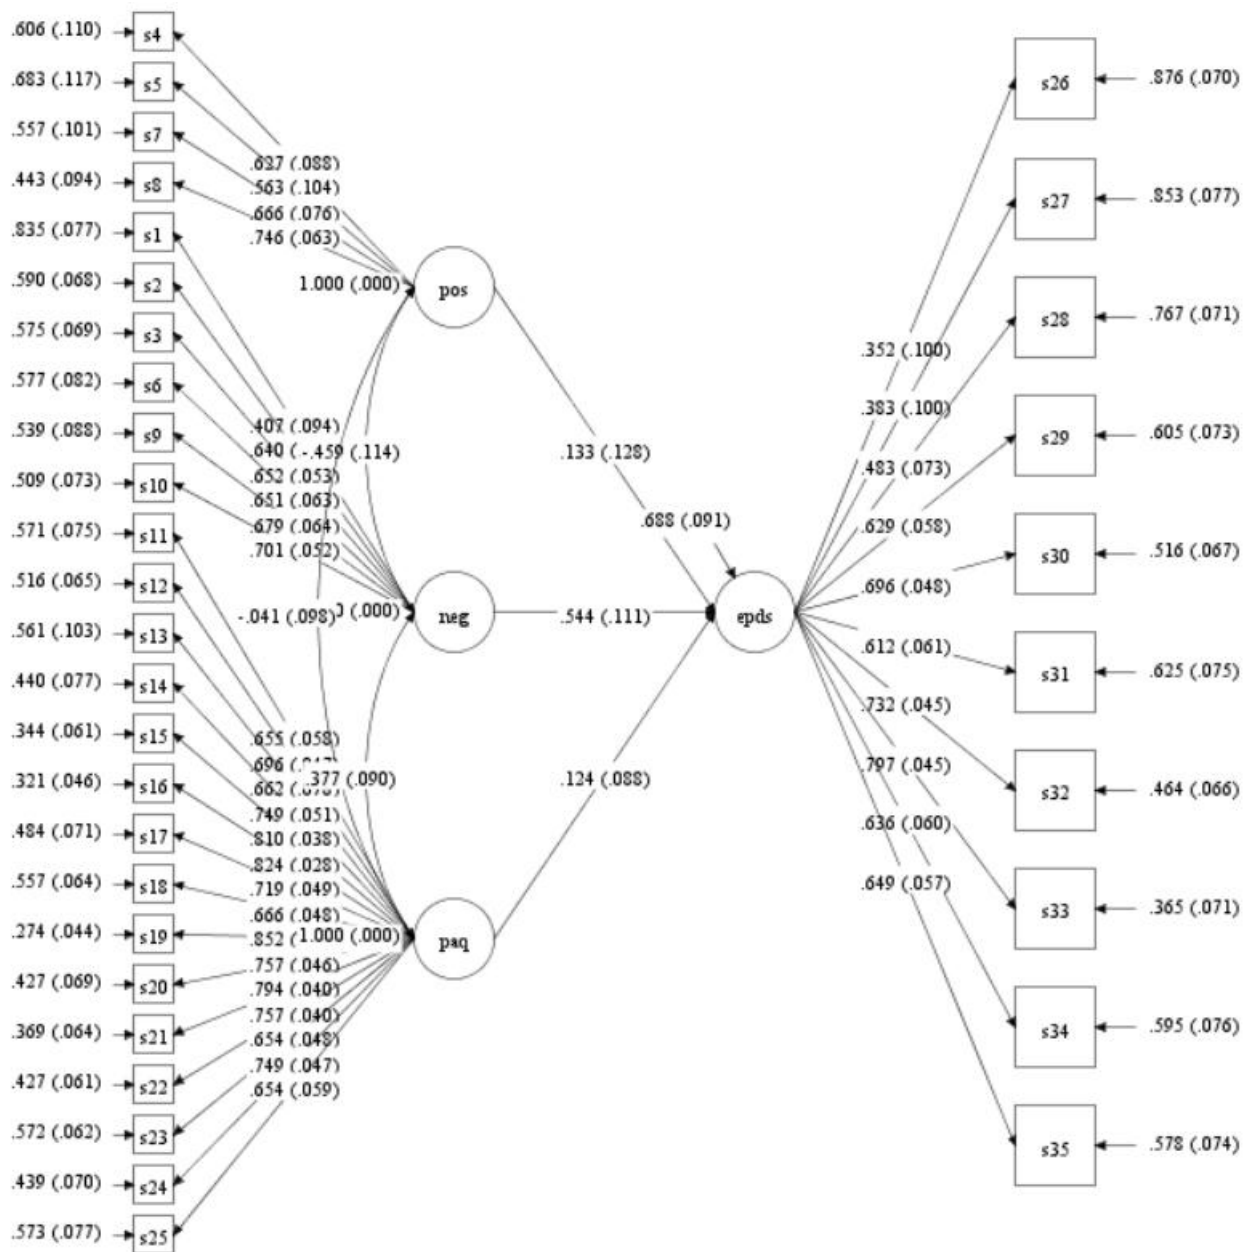 .606 (.110) s4
.683 (.117) s5
.557 (.101) s7
.443 (.094) s8
.835 (.077) s1
.590 (.068) s2
.575 (.069) s3
.577 (.082) s6
.539 (.088) s9
.509 (.073) s10
.571 (.075) s11
.516 (.065) s12
.561 (.103) s13
.440 (.077) s14
.344 (.061) s15
.321 (.046) s16
.484 (.071) s17
.557 (.064) s18
.274 (.044) s19
.427 (.069) s20
.369 (.064) s21
.427 (.061) s22
.572 (.062) s23
.439 (.070) s24
.573 (.077) s25
.627 (.088)
.563 (.104)
.666 (.076)
.746 (.063)
1.000 (.000)
pos
.407 (.094)
.640
-.459 (.114)
.652 (.053)
.651 (.063)
.679 (.064)
.701 (.052)
-.041 (.098)
(.000)
neg
.655 (.058)
.696
.377 (.090)
.662
.749 (.051)
.810 (.038)
.824 (.028)
.719 (.049)
.666 (.048)
.852
1.000 (.000)
paq
.757 (.046)
.794 (.040)
.757 (.040)
.654 (.048)
.749 (.047)
.654 (.059)
.133 (.128)
.688 (.091)
.544 (.111)
.124 (.088)
epds
.352 (.100)
.383 (.100)
.483 (.073)
.629 (.058)
.696 (.048)
.612 (.061)
.732 (.045)
.797 (.045)
.636 (.060)
.649 (.057)
s26 .876 (.070)
s27 .853 (.077)
s28 .767 (.071)
s29 .605 (.073)
s30 .516 (.067)
s31 .625 (.075)
s32 .464 (.066)
s33 .365 (.071)
s34 .595 (.076)
s35 .578 (.074)